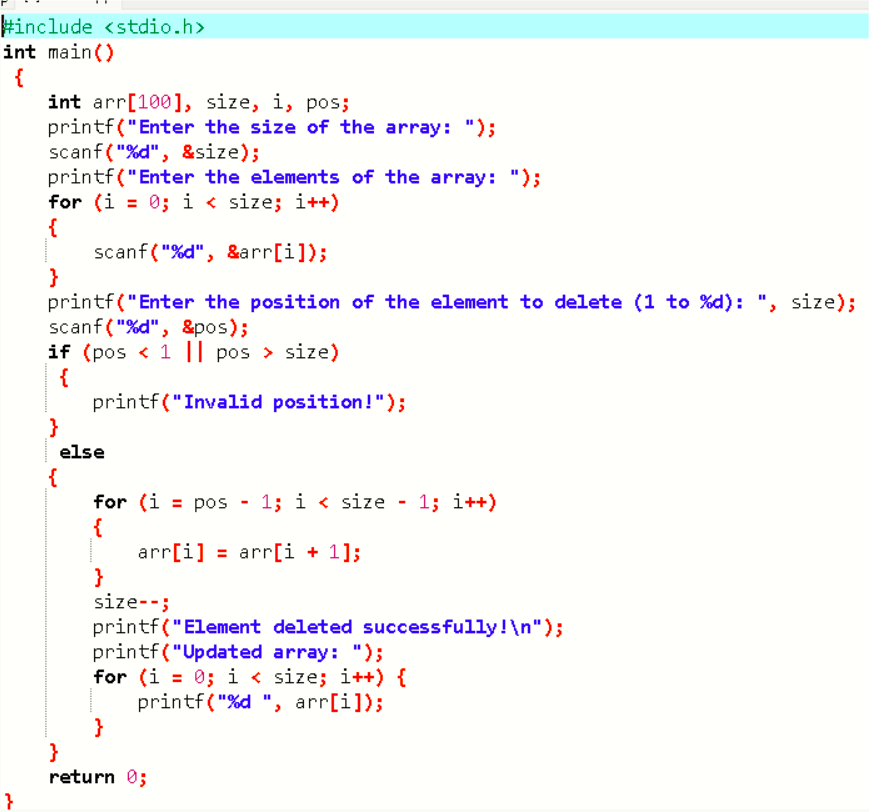 #include <stdio.h>
int main()
 {
    int arr[100], size, i, pos;
    printf("Enter the size of the array: ");
    scanf("%d", &size);
    printf("Enter the elements of the array: ");
    for (i = 0; i < size; i++)
    {
        scanf("%d", &arr[i]);
    }
    printf("Enter the position of the element to delete (1 to %d): ", size);
    scanf("%d", &pos);
    if (pos < 1 || pos > size)
     {
        printf("Invalid position!");
    }
     else
    {
        for (i = pos - 1; i < size - 1; i++)
        {
            arr[i] = arr[i + 1];
        }
        size--;
        printf("Element deleted successfully!\n");
        printf("Updated array: ");
        for (i = 0; i < size; i++) {
            printf("%d ", arr[i]);
        }
    }
    return 0;
}